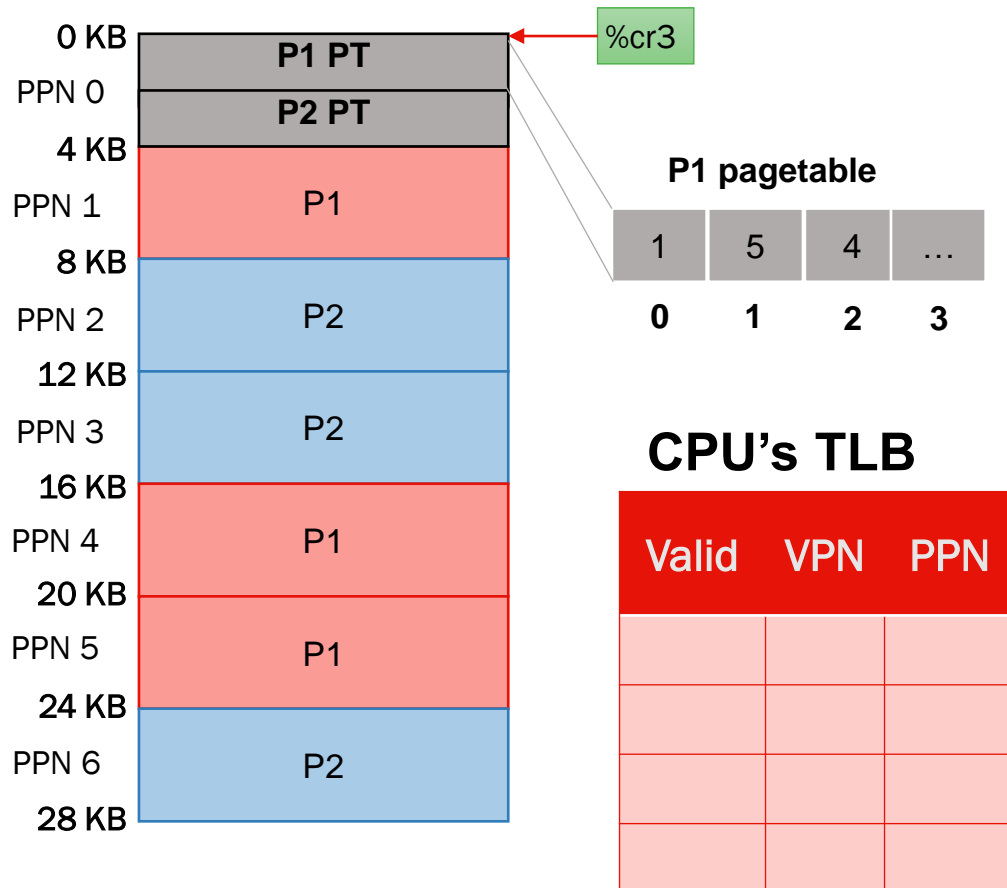 0 KB
PPN 0
4 KB
PPN 1
8 KB
PPN 2
12 KB
PPN 3
16 KB
PPN 4
20 KB
PPN 5
24 KB
PPN 6
28 KB
P1 PT
P2 PT
P1
P2
P2
P1
P1
P2
%cr3
P1 pagetable
1 5 4 ...
0 1 2 3
CPU's TLB
Valid VPN PPN